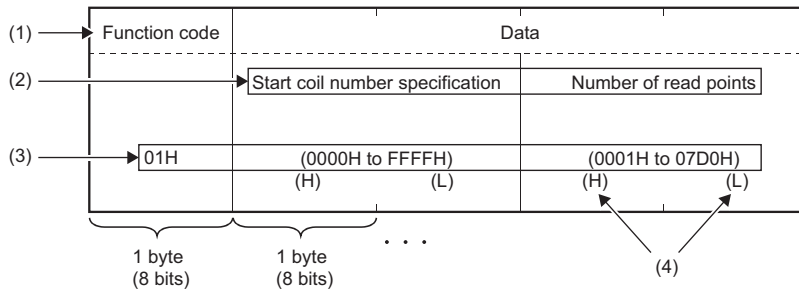 (1) Function code Data
(2) Start coil number specification Number of read points
(3) 01H (0000H to FFFFH) (0001H to 07D0H)
(H) (L) (H) (L)
1 byte 1 byte . . . (4)
(8 bits) (8 bits)